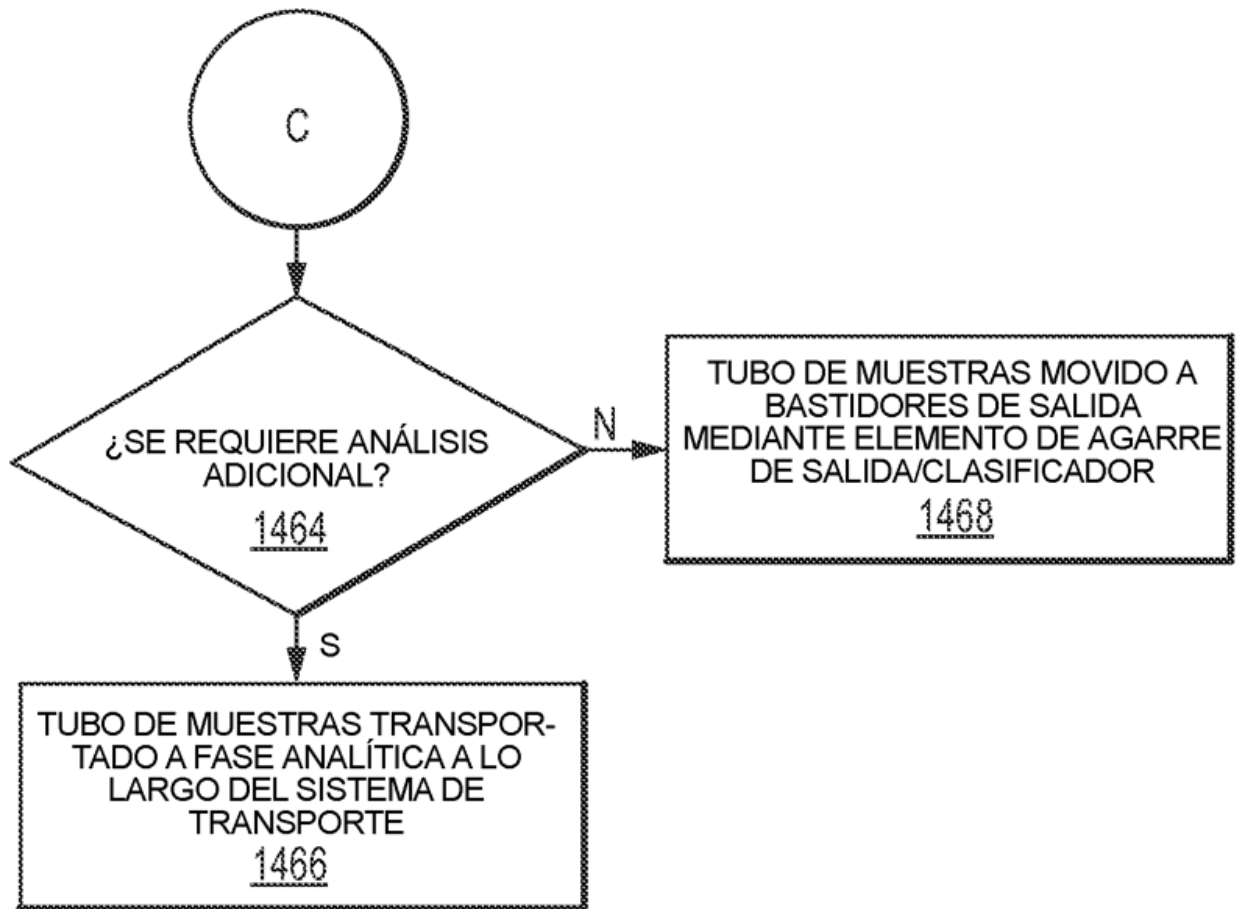 C
¿SE REQUIERE ANÁLISIS
ADICIONAL?
1464
N
TUBO DE MUESTRAS MOVIDO A
BASTIDORES DE SALIDA
MEDIANTE ELEMENTO DE AGARRE
DE SALIDA/CLASIFICADOR
1468
S
TUBO DE MUESTRAS TRANSPOR-
TADO A FASE ANALÍTICA A LO
LARGO DEL SISTEMA DE
TRANSPORTE
1466